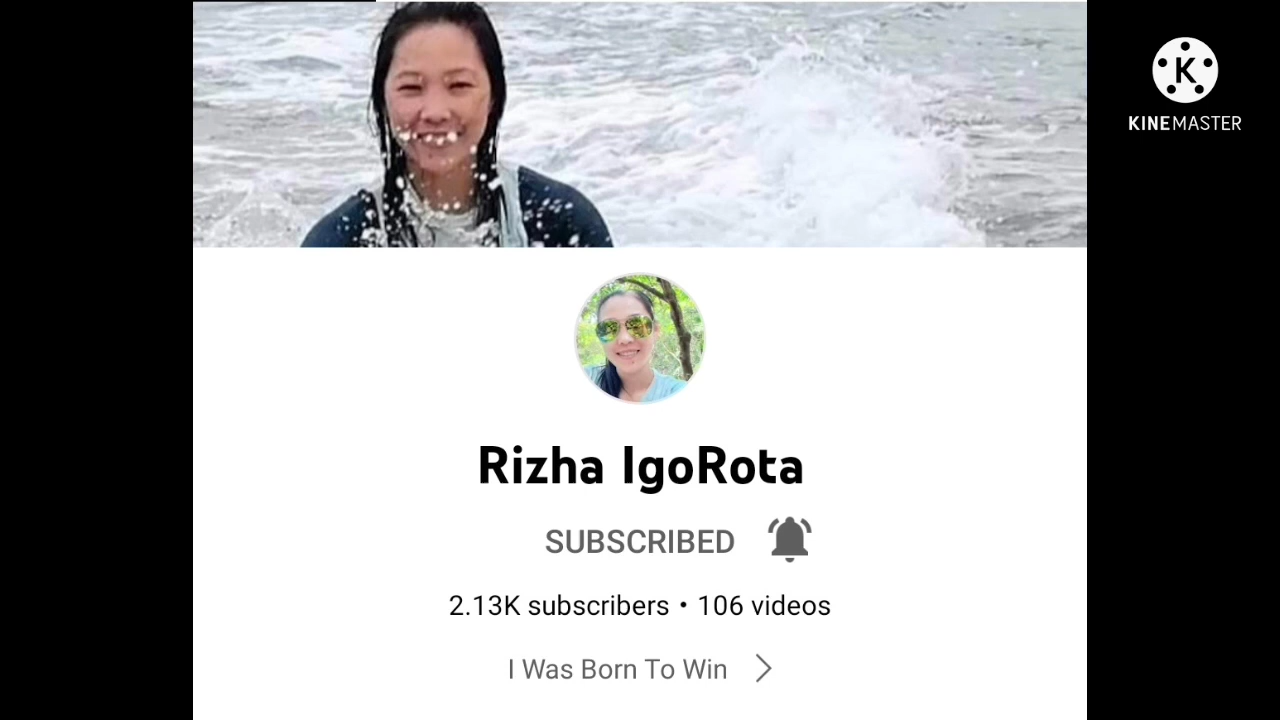 K
KINEMASTER
Rizha IgoRota
SUBSCRIBED
2.13K subscribers • 106 videos
I Was Born To Win